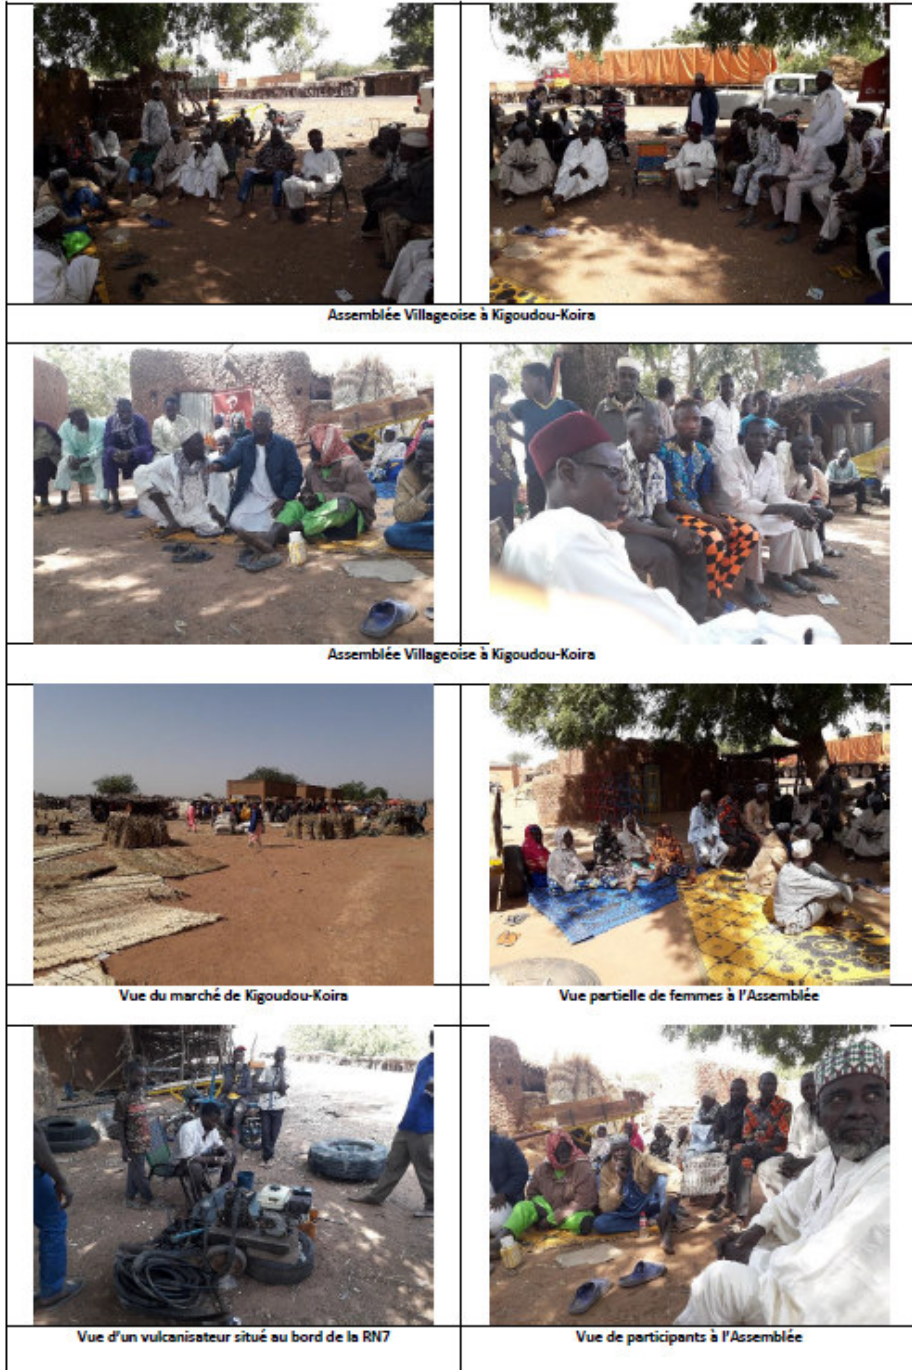 Assemblée Villageoise à Kigoudou-Koira
Assemblée Villageoise à Kigoudou-Koira
Vue du marché de Kigoudou-Koira
Vue partielle de femmes à l'Assemblée
Vue d'un vulcanisateur situé au bord de la RN7
Vue de participants à l'Assemblée